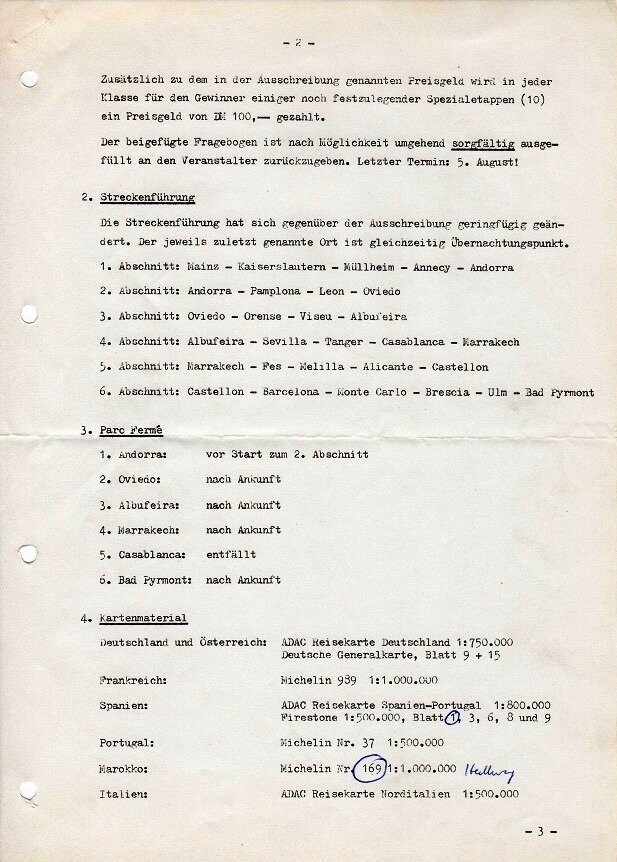 - 2 -
Zusätzlich zu dem in der Ausschreibung genannten Preisgeld wird in jeder
Klasse für den Gewinner einiger noch festzulegender Spezialetappen (10)
ein Preisgeld von DM 100,— gezahlt.
Der beigefügte Fragebogen ist nach Möglichkeit umgehend sorgfältig ausge-
füllt an den Veranstalter zurückzugeben. Letzter Termin: 5. August!
2. Streckenführung
Die Streckenführung hat sich gegenüber der Ausschreibung geringfügig geän-
dert. Der jeweils zuletzt genannte Ort ist gleichzeitig Übernachtungspunkt.
1. Abschnitt: Mainz - Kaiserslautern - Müllheim - Annecy - Andorra
2. Abschnitt: Andorra - Pamplona - Leon - Oviedo
3. Abschnitt: Oviedo - Orense - Viseu - Albufeira
4. Abschnitt: Albufeira - Sevilla - Tanger - Casablanca - Marrakech
5. Abschnitt: Marrakech - Fes - Melilla - Alicante - Castellon
6. Abschnitt: Castellon - Barcelona - Monte Carlo - Brescia - Ulm - Bad Pyrmont
3. Parc Fermé
1. Andorra: vor Start zum 2. Abschnitt
2. Oviedo: nach Ankunft
3. Albufeira: nach Ankunft
4. Marrakech: nach Ankunft
5. Casablanca: entfällt
6. Bad Pyrmont: nach Ankunft
4. Kartenmaterial
Deutschland und Österreich: ADAC Reisekarte Deutschland 1:750.000
Deutsche Generalkarte, Blatt 9 + 15
Frankreich: Michelin 989 1:1.000.000
Spanien: ADAC Reisekarte Spanien-Portugal 1:800.000
Firestone 1:500.000, Blatt 1, 3, 6, 8 und 9
Portugal: Michelin Nr. 37 1:500.000
Marokko: Michelin Nr. 169 1:1.000.000
Italien: ADAC Reisekarte Norditalien 1:500.000
- 3 -